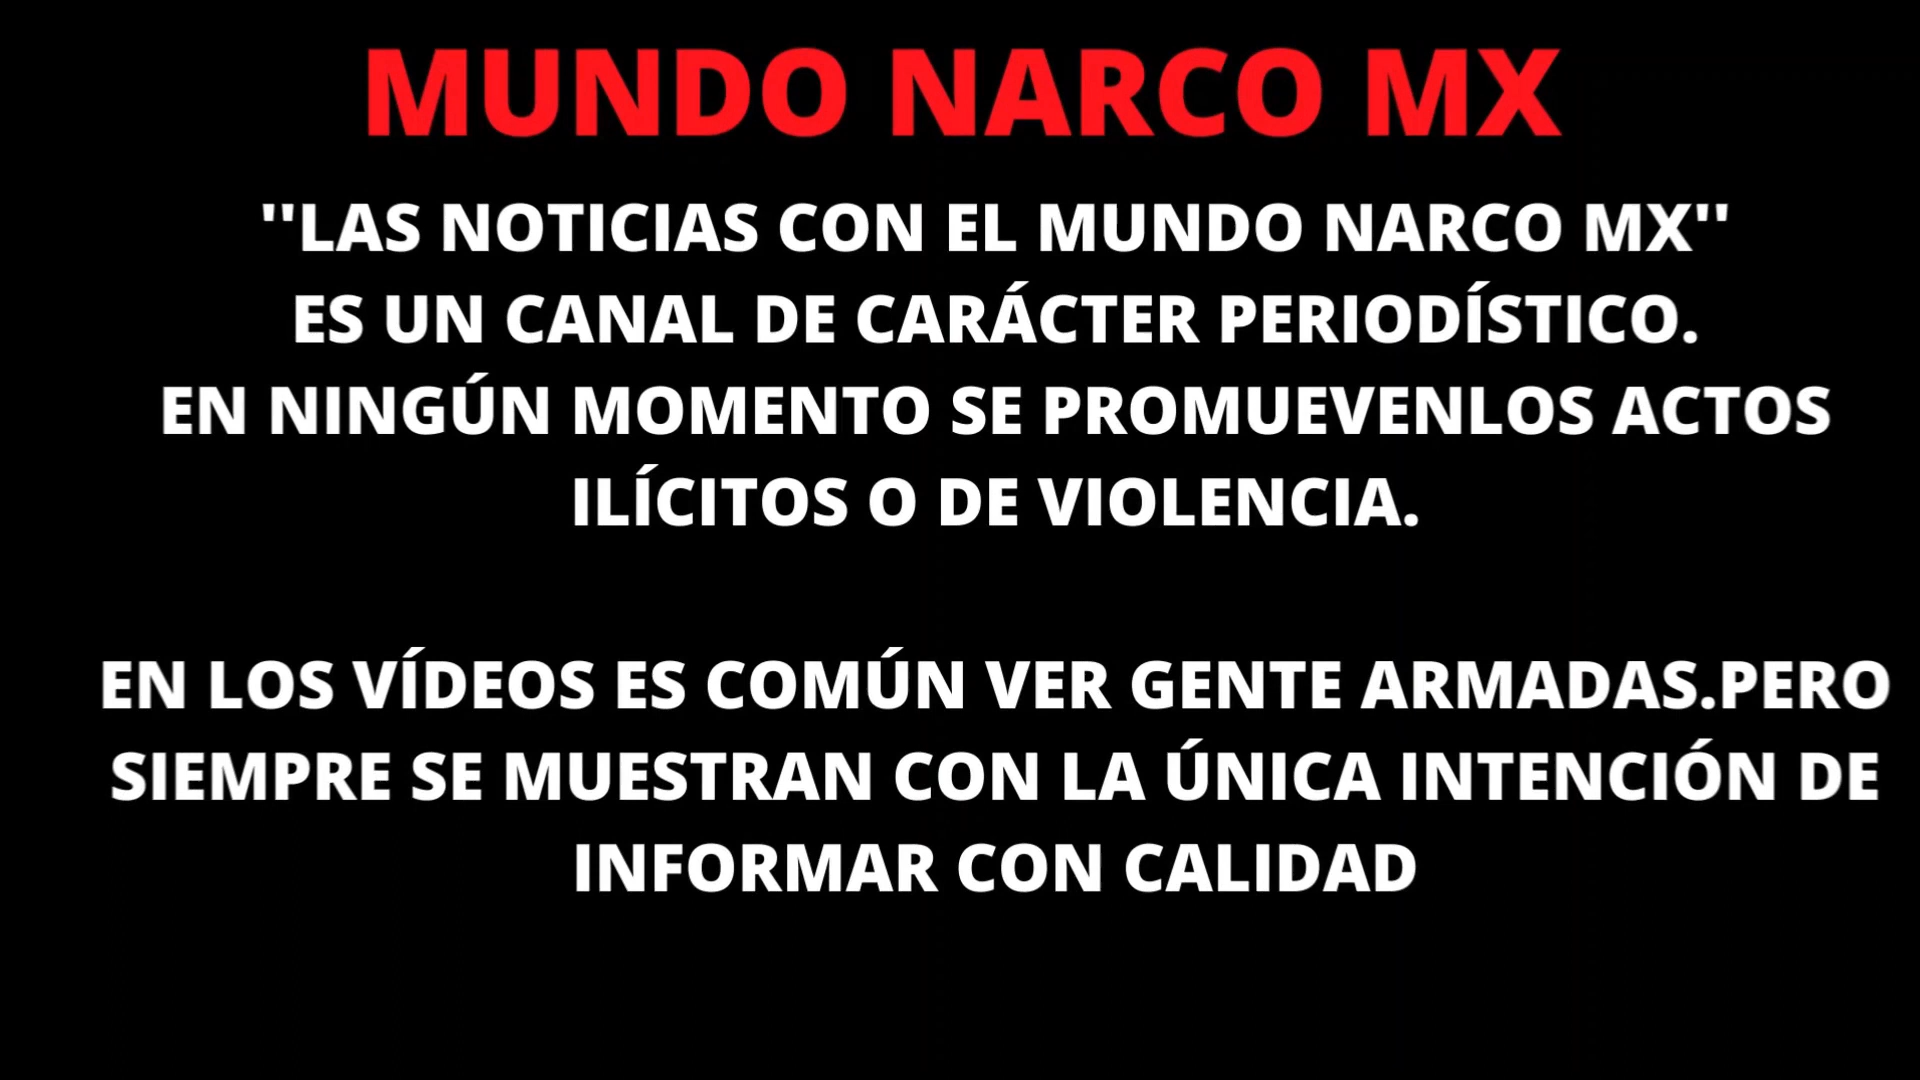 MUNDO NARCO MX
''LAS NOTICIAS CON EL MUNDO NARCO MX''
ES UN CANAL DE CARÁCTER PERIODÍSTICO.
EN NINGÚN MOMENTO SE PROMUEVENLOS ACTOS
ILÍCITOS O DE VIOLENCIA.
EN LOS VÍDEOS ES COMÚN VER GENTE ARMADAS.PERO
SIEMPRE SE MUESTRAN CON LA ÚNICA INTENCIÓN DE
INFORMAR CON CALIDAD